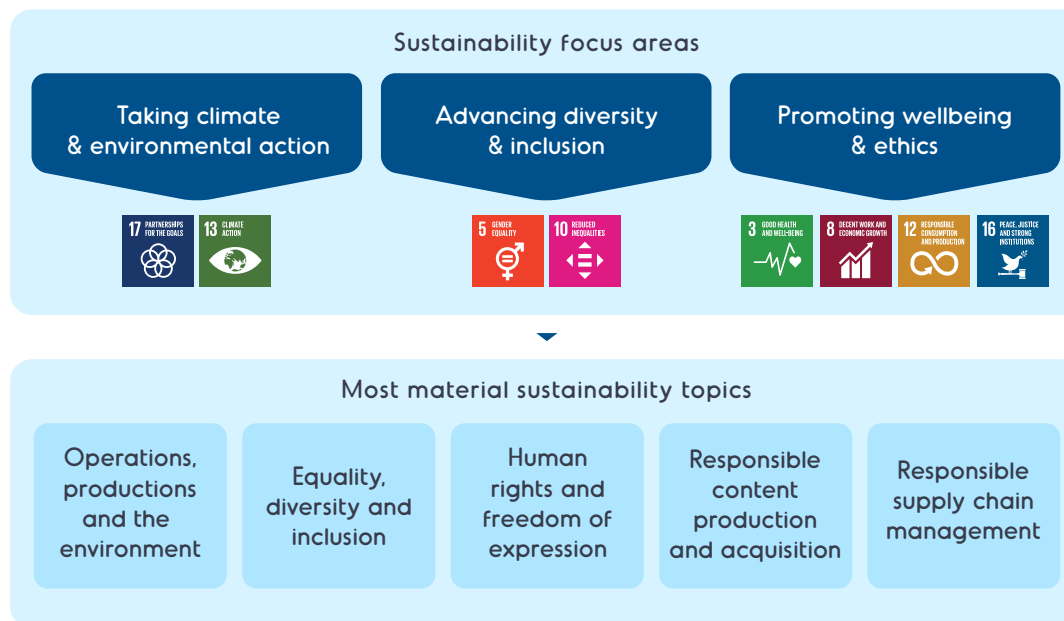 Sustainability focus areas
Taking climate
& environmental action
Advancing diversity
& inclusion
Promoting wellbeing
& ethics
17 PARTNERSHIPS
FOR THE GOALS
13 CLIMATE
ACTION
5 GENDER
EQUALITY
10 REDUCED
INEQUALITIES
3 GOOD HEALTH
AND WELL-BEING
8 DECENT WORK AND
ECONOMIC GROWTH
12 RESPONSIBLE
CONSUMPTION
AND PRODUCTION
16 PEACE, JUSTICE
AND STRONG
INSTITUTIONS
Most material sustainability topics
Operations,
productions
and the
environment
Equality,
diversity and
inclusion
Human
rights and
freedom of
expression
Responsible
content
production
and acquisition
Responsible
supply chain
management